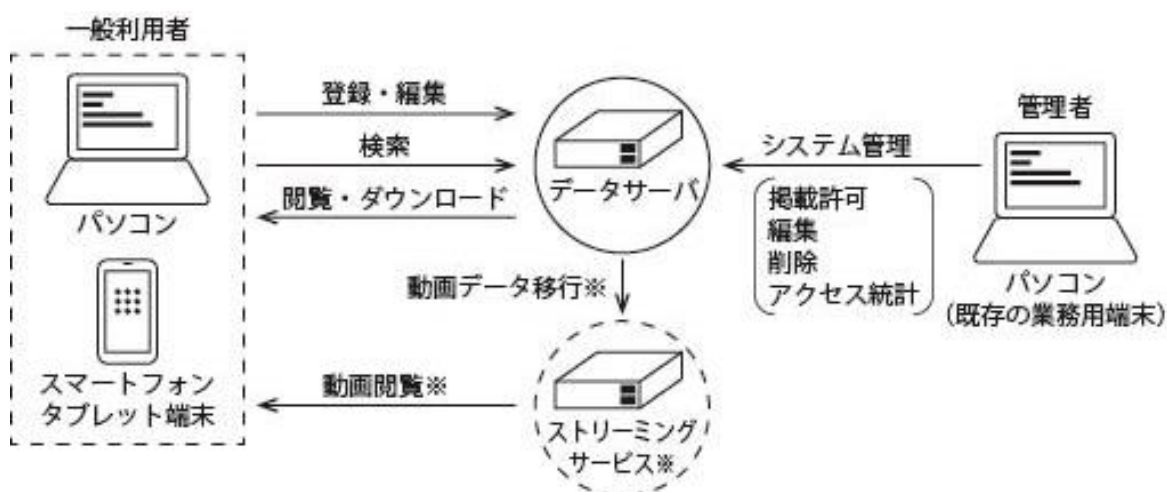 一般利用者
パソコン
スマートフォン
タブレット端末
登録・編集
検索
閲覧・ダウンロード
データサーバ
動画データ移行※
動画閲覧※
ストリーミング
サービス※
システム管理
掲載許可
編集
削除
アクセス統計
管理者
パソコン
（既存の業務用端末）